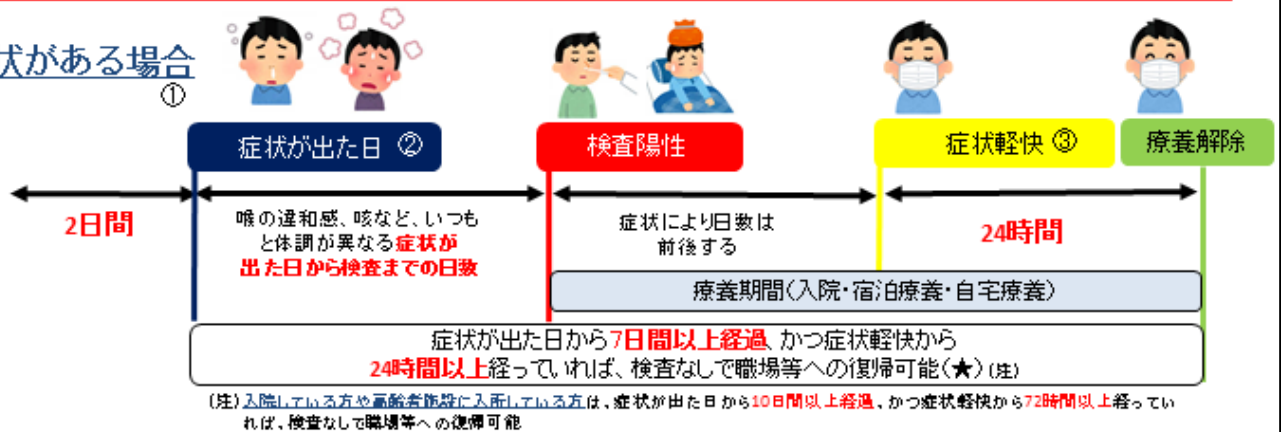 状がある場合
①
症状が出た日 ②
検査陽性
症状軽快 ③
療養解除
2日間
喉の違和感、咳など、いつも
と体調が異なる症状が
出た日から検査までの日数
症状により日数は
前後する
24時間
療養期間(入院・宿泊療養・自宅療養)
症状が出た日から7日間以上経過、かつ症状軽快から
24時間以上経っていれば、検査なしで職場等への復帰可能(★)(注)
(注)入院している方や高齢者施設に入所している方は、症状が出た日から10日間以上経過、かつ症状軽快から72時間以上経ってい
れば、検査なしで職場等への復帰可能